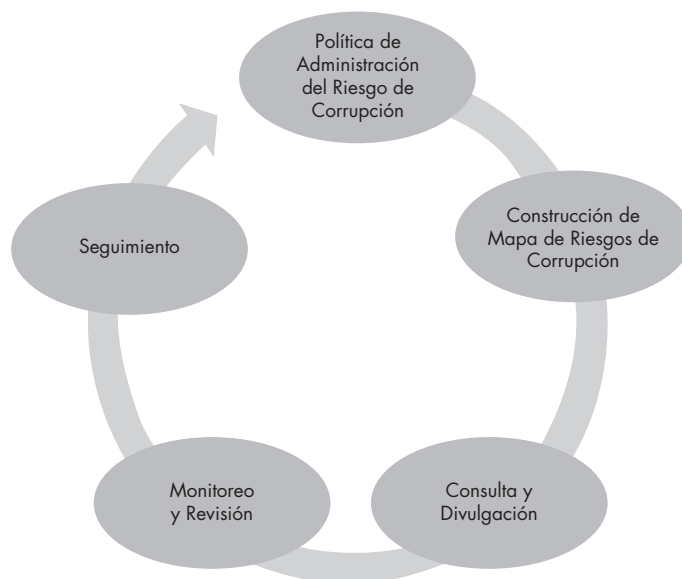 Política de
Administración
del Riesgo de
Corrupción
Construcción de
Mapa de Riesgos de
Corrupción
Consulta y
Divulgación
Monitoreo
y Revisión
Seguimiento